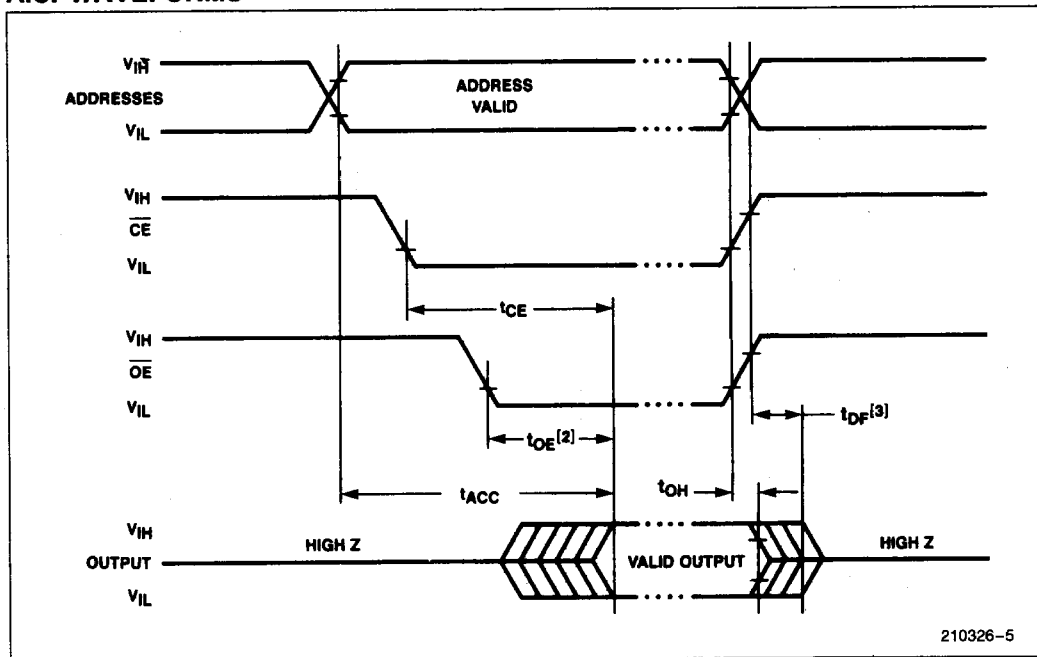 A.C. WAVEFORMS
VIH
ADDRESSES
VIL
ADDRESS
VALID
VIH
CE
VIL
tCE
VIH
OE
VIL
tOE[2]
tDF[3]
tACC
tOH
VIH
OUTPUT
VIL
HIGH Z
VALID OUTPUT
HIGH Z
210326-5